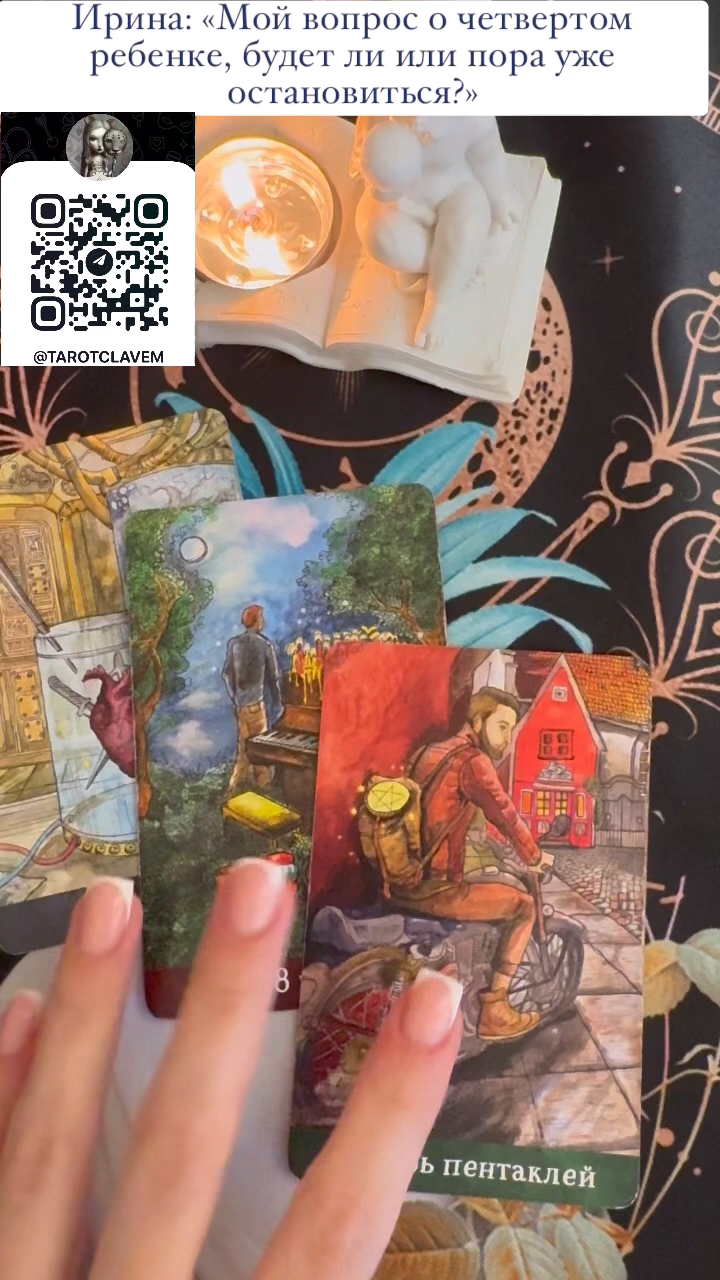 Ирина: «Мой вопрос о четвертом
ребенке, будет ли или пора уже
остановиться?»
@TAROTCLAVEM
8
пентаклей